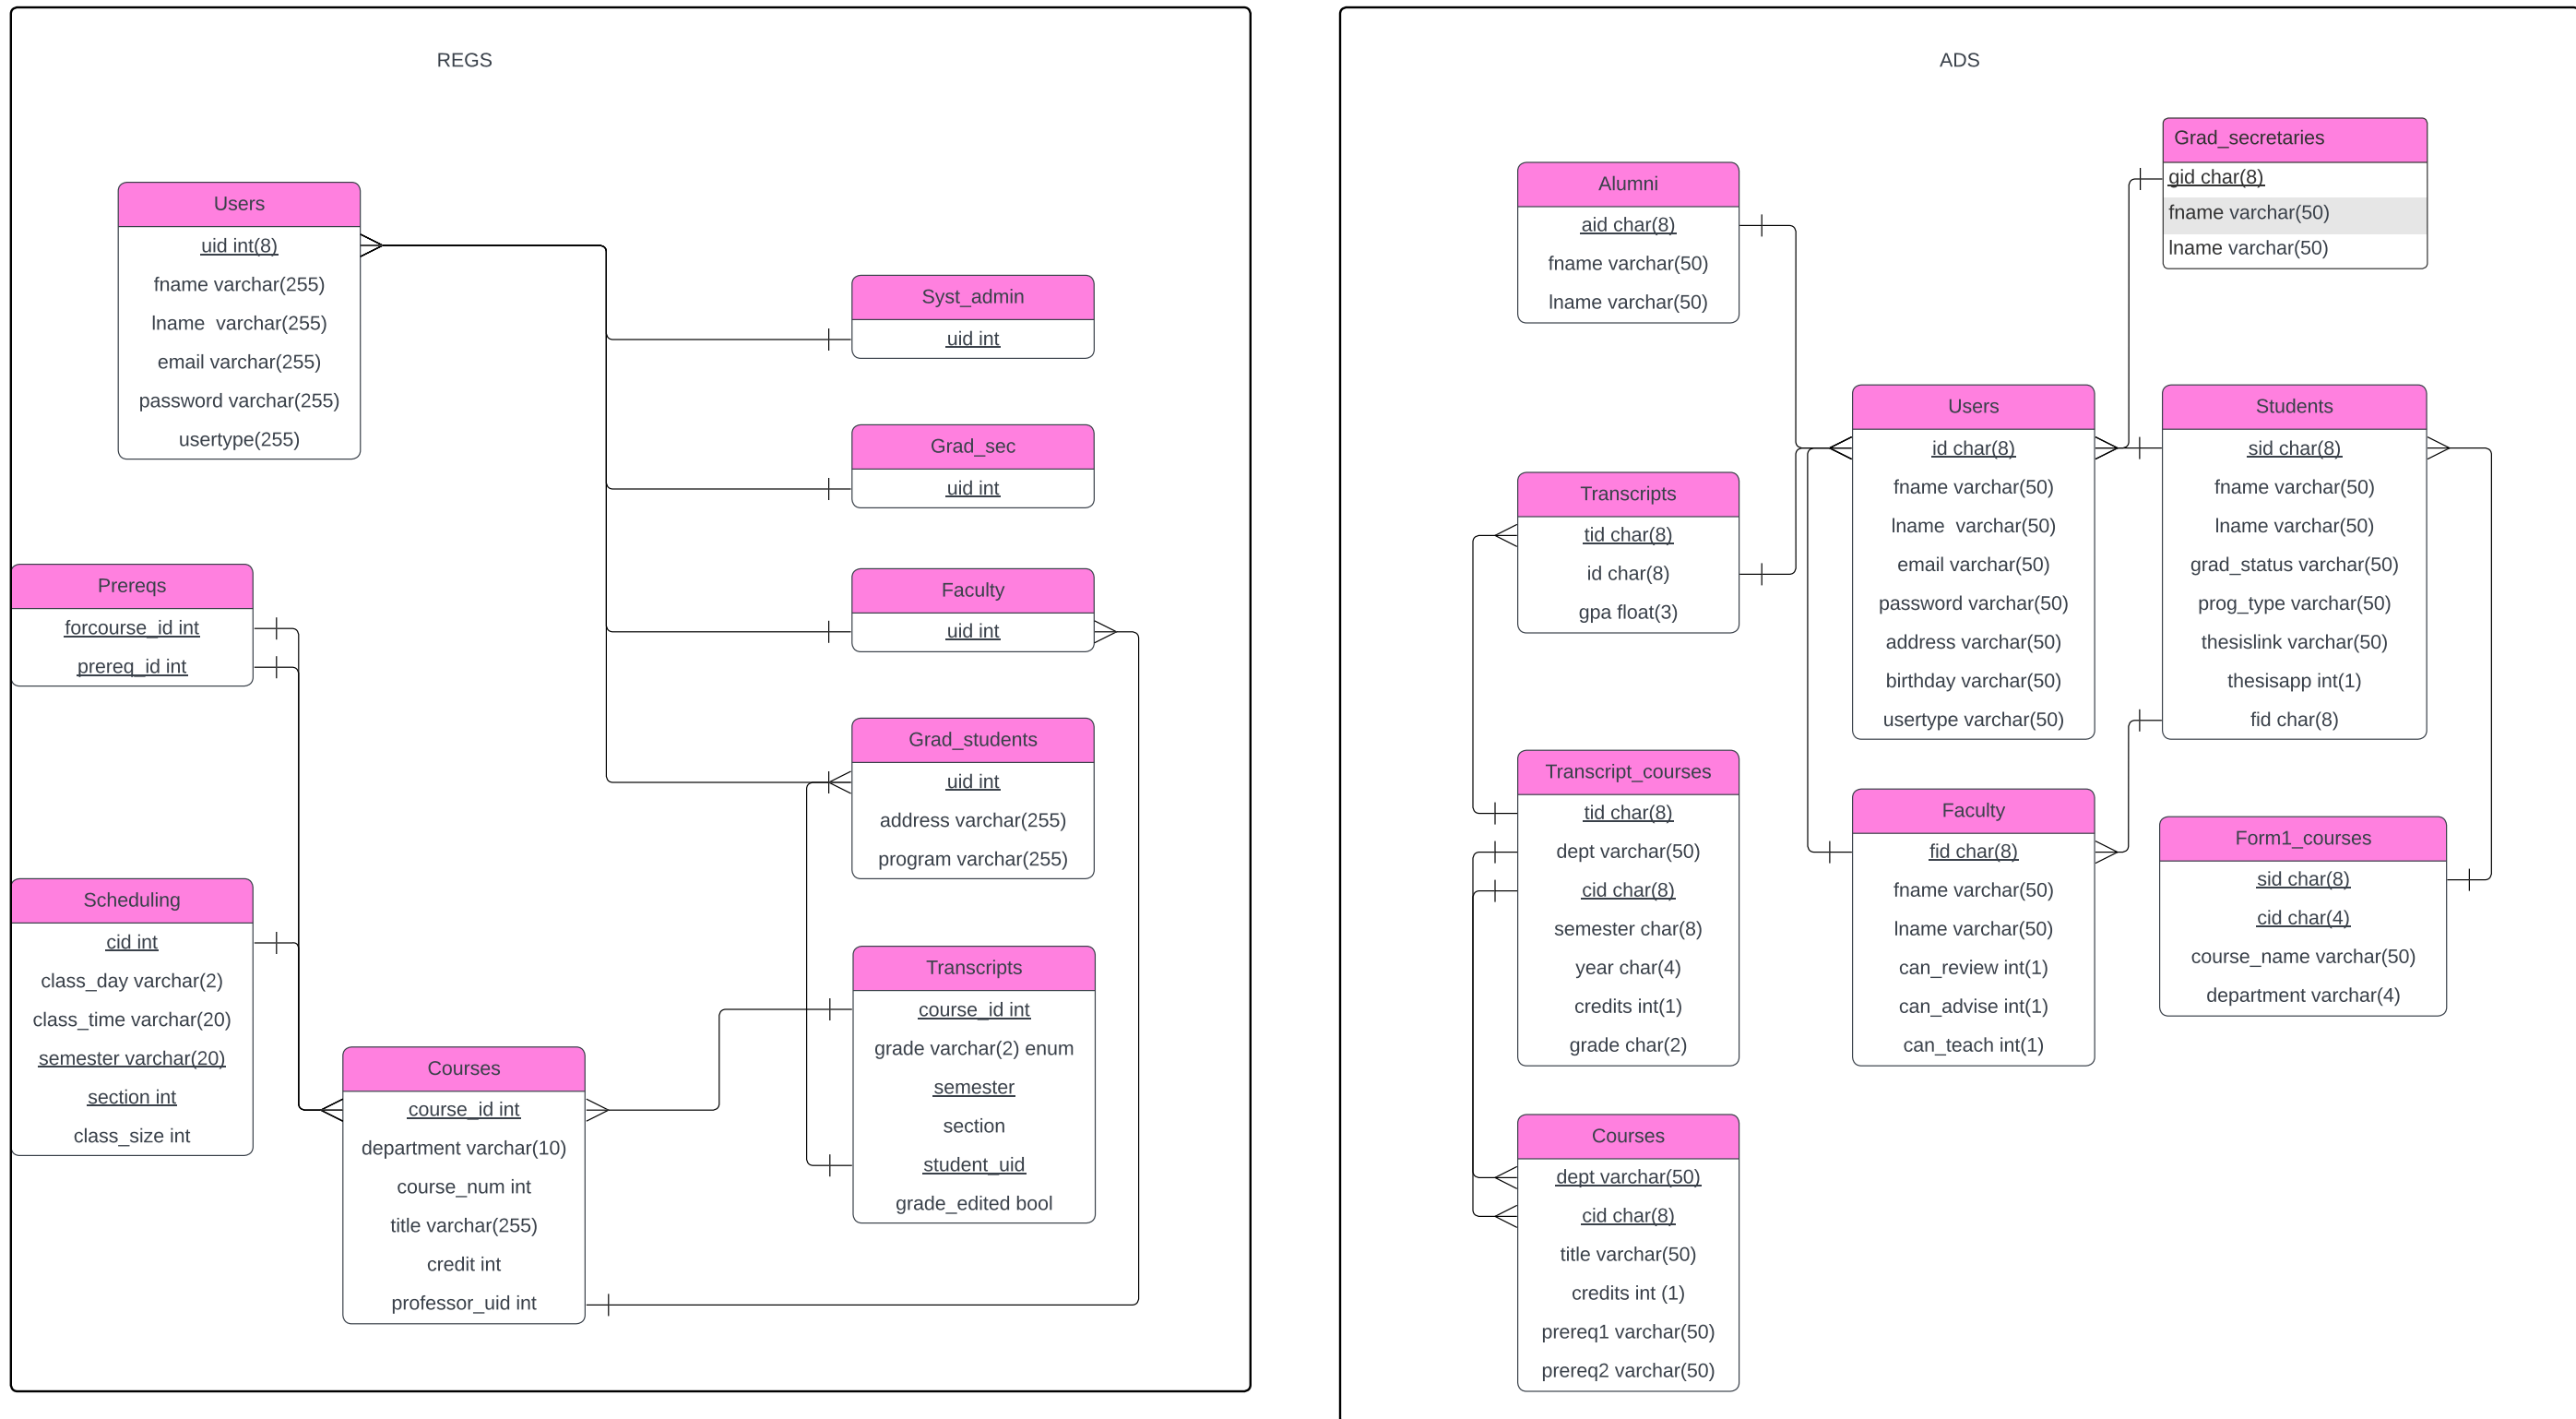 REGS
Users
uid int(8)
fname varchar(255)
lname  varchar(255)
email varchar(255)
password varchar(255)
usertype(255)
Syst_admin
uid int
Grad_sec
uid int
Faculty
uid int
Grad_students
uid int
address varchar(255)
program varchar(255)
Prereqs
forcourse_id int
prereq_id int
Scheduling
cid int
class_day varchar(2)
class_time varchar(20)
semester varchar(20)
section int
class_size int
Courses
course_id int
department varchar(10)
course_num int
title varchar(255)
credit int
professor_uid int
Transcripts
course_id int
grade varchar(2) enum
semester
section
student_uid
grade_edited bool
ADS
Alumni
aid char(8)
fname varchar(50)
lname varchar(50)
Grad_secretaries
gid char(8)
fname varchar(50)
lname varchar(50)
Transcripts
tid char(8)
id char(8)
gpa float(3)
Users
id char(8)
fname varchar(50)
lname  varchar(50)
email varchar(50)
password varchar(50)
address varchar(50)
birthday varchar(50)
usertype varchar(50)
Students
sid char(8)
fname varchar(50)
lname varchar(50)
grad_status varchar(50)
prog_type varchar(50)
thesislink varchar(50)
thesisapp int(1)
fid char(8)
Transcript_courses
tid char(8)
dept varchar(50)
cid char(8)
semester char(8)
year char(4)
credits int(1)
grade char(2)
Faculty
fid char(8)
fname varchar(50)
lname varchar(50)
can_review int(1)
can_advise int(1)
can_teach int(1)
Form1_courses
sid char(8)
cid char(4)
course_name varchar(50)
department varchar(4)
Courses
dept varchar(50)
cid char(8)
title varchar(50)
credits int (1)
prereq1 varchar(50)
prereq2 varchar(50)